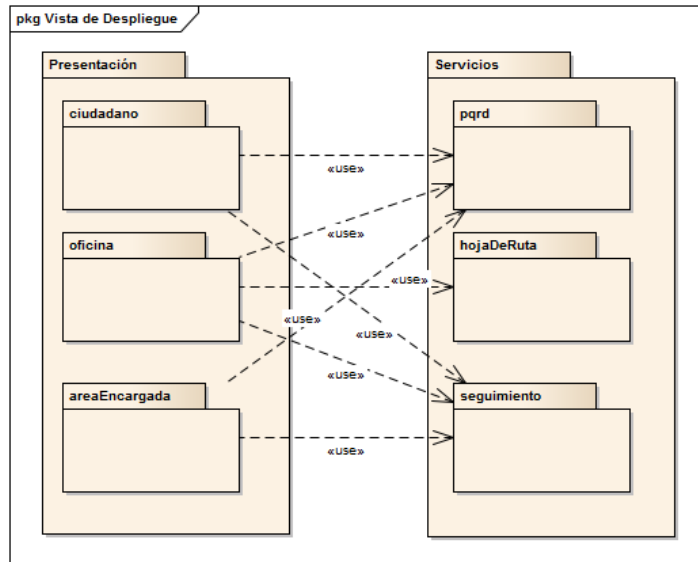 pkg Vista de Despliegue
Presentación
Servicios
ciudadano
pqrd
«use»
oficina
«use»
hojaDeRuta
«use»
«use»
«use»
areaEncargada
«use»
seguimiento
«use»